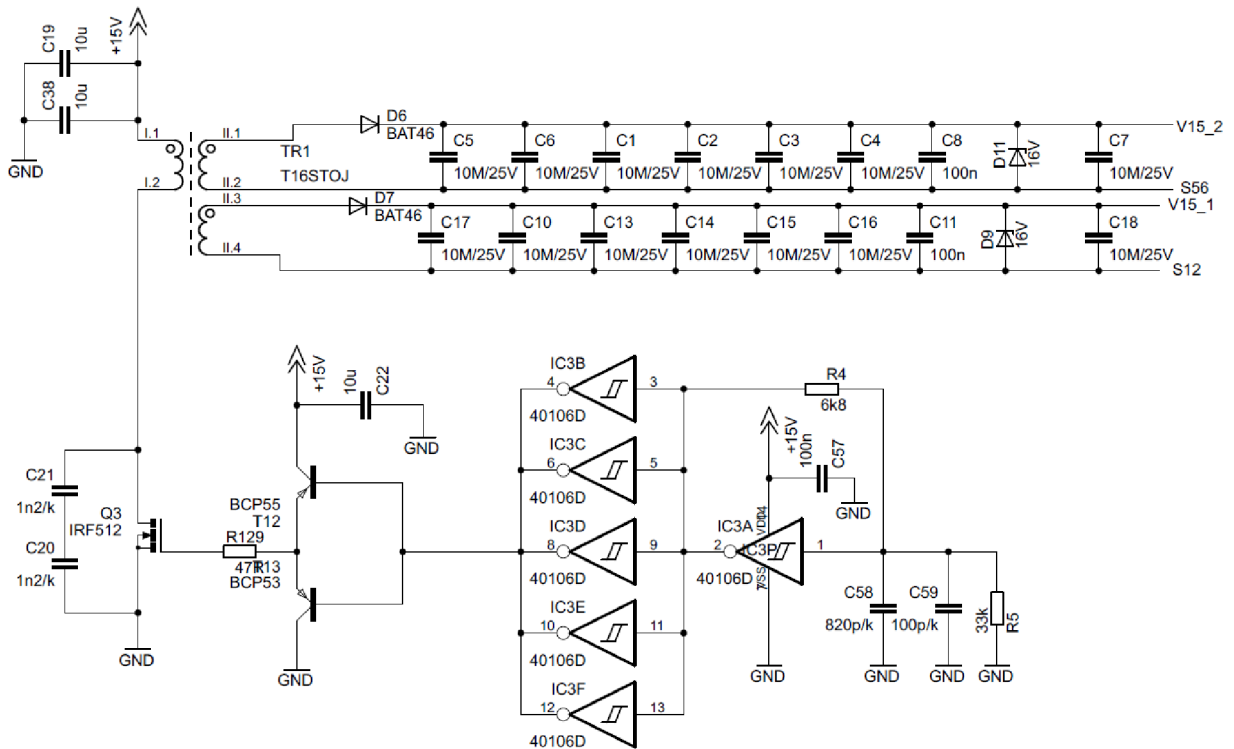 C19
10u
+15V
C38
10u
GND
I.1
I.2
II.1
II.2
II.3
II.4
TR1
T16STOJ
D6
BAT46
D7
BAT46
C5
10M/25V
C6
10M/25V
C1
10M/25V
C2
10M/25V
C3
10M/25V
C4
10M/25V
C8
100n
D11
16V
C7
10M/25V
V15_2
S56
V15_1
C17
10M/25V
C10
10M/25V
C13
10M/25V
C14
10M/25V
C15
10M/25V
C16
10M/25V
C11
100n
D9
16V
C18
10M/25V
S12
+15V
10u
C22
GND
IC3B
4
3
40106D
IC3C
6
5
40106D
IC3D
8
9
40106D
IC3E
10
11
40106D
IC3F
12
13
40106D
R4
6k8
+15V
100n
C57
GND
IC3A
VDD
14
2
IC3P
1
40106D
7
VSS
GND
C58
820p/k
GND
C59
100p/k
GND
33k
R5
GND
C21
1n2/k
C20
1n2/k
Q3
IRF512
GND
BCP55
T12
R129
47R
T13
BCP53
GND